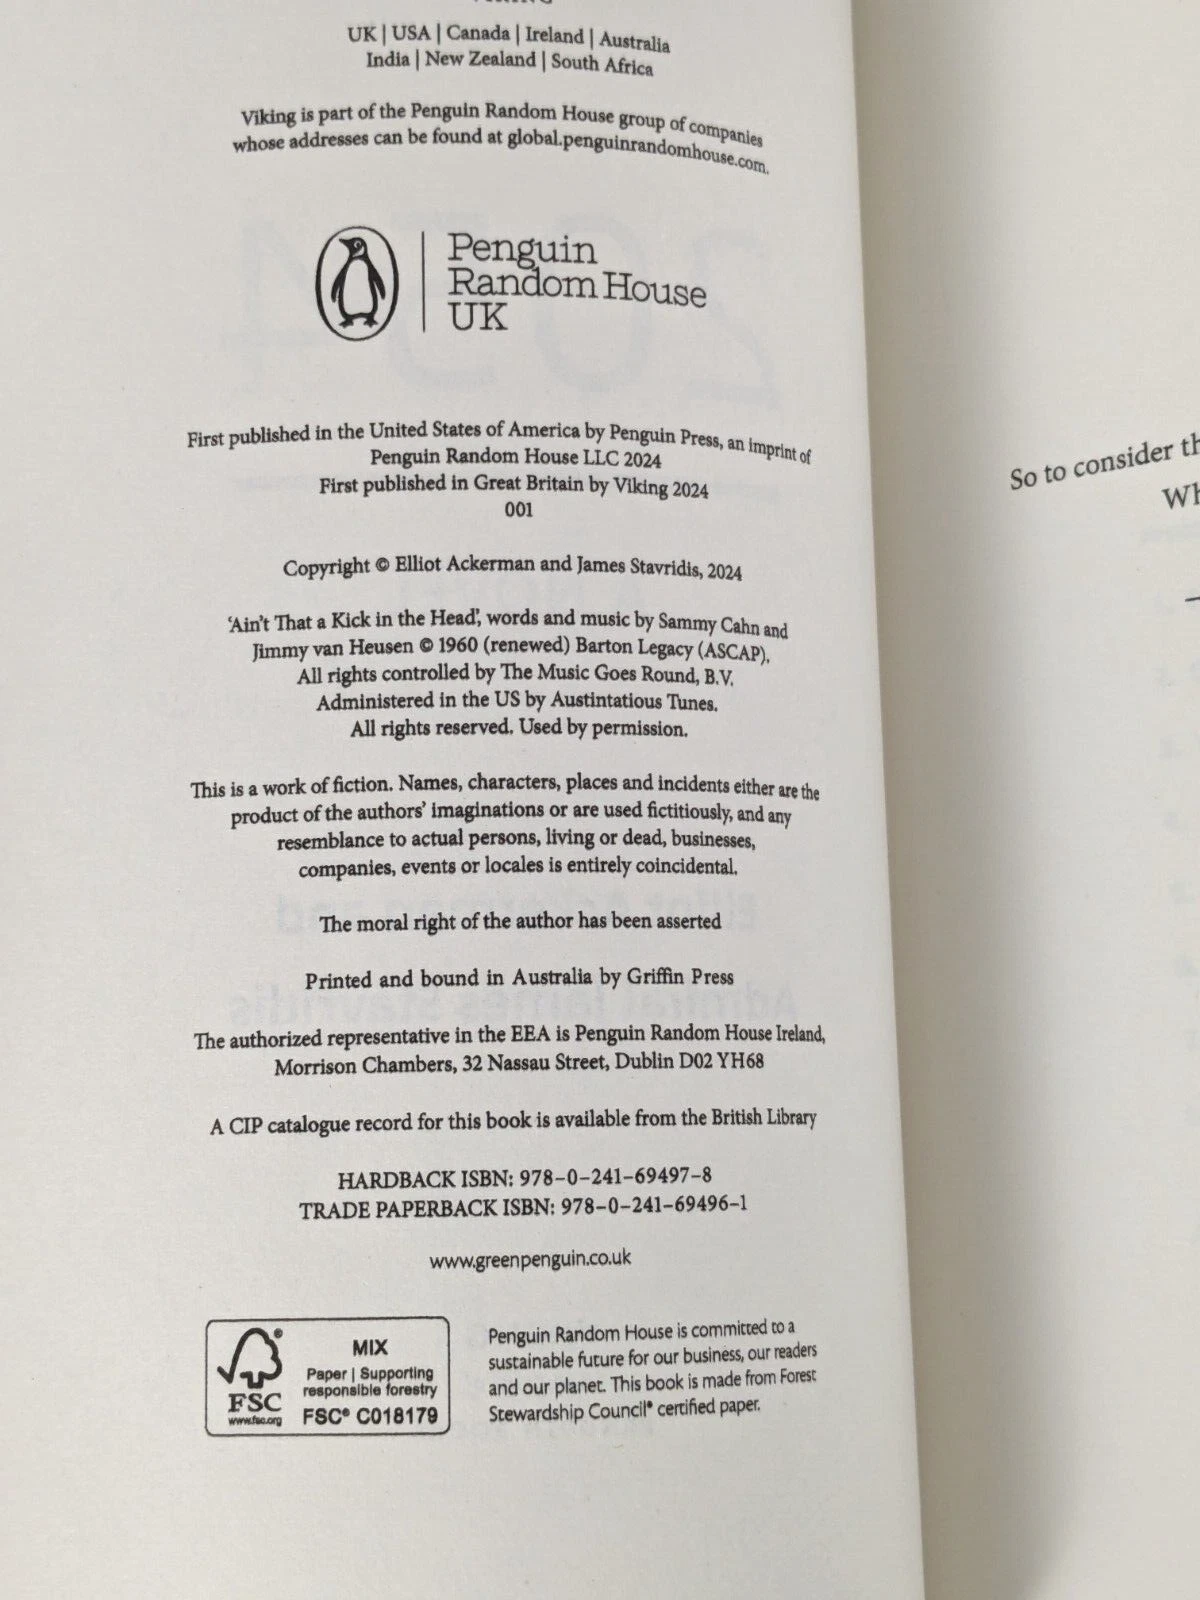 UK | USA | Canada | Ireland | Australia
India | New Zealand | South Africa
Viking is part of the Penguin Random House group of companies
whose addresses can be found at global.penguinrandomhouse.com.
Penguin
Random House
UK
First published in the United States of America by Penguin Press, an imprint of
Penguin Random House LLC 2024
First published in Great Britain by Viking 2024
001
Copyright © Elliot Ackerman and James Stavridis, 2024
‘Ain’t That a Kick in the Head’, words and music by Sammy Cahn and
Jimmy van Heusen © 1960 (renewed) Barton Legacy (ASCAP),
All rights controlled by The Music Goes Round, B.V.
Administered in the US by Austintatious Tunes.
All rights reserved. Used by permission.
This is a work of fiction. Names, characters, places and incidents either are the
product of the authors’ imaginations or are used fictitiously, and any
resemblance to actual persons, living or dead, businesses,
companies, events or locales is entirely coincidental.
The moral right of the author has been asserted
Printed and bound in Australia by Griffin Press
The authorized representative in the EEA is Penguin Random House Ireland,
Morrison Chambers, 32 Nassau Street, Dublin D02 YH68
A CIP catalogue record for this book is available from the British Library
HARDBACK ISBN: 978–0–241–69497–8
TRADE PAPERBACK ISBN: 978–0–241–69496–1
www.greenpenguin.co.uk
FSC
www.fsc.org
MIX
Paper | Supporting
responsible forestry
FSC® C018179
Penguin Random House is committed to a
sustainable future for our business, our readers
and our planet. This book is made from Forest
Stewardship Council® certified paper.
So to consider